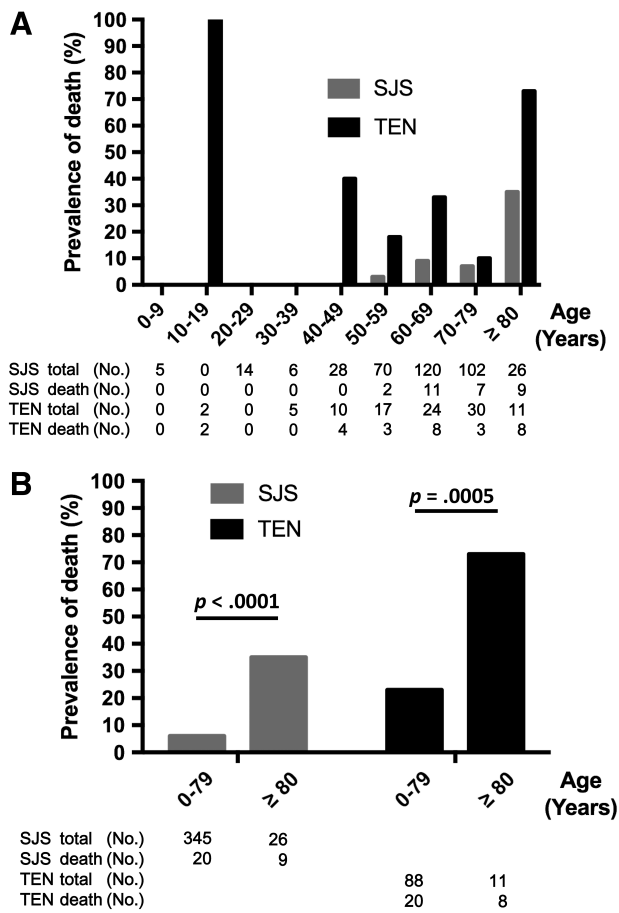 A
Prevalence of death (%)
100
90
80
70
60
50
40
30
20
10
0
SJS
TEN
0-9 10-19 20-29 30-39 40-49 50-59 60-69 70-79 ≥ 80 Age
(Years)
SJS total (No.) 5 0 14 6 28 70 120 102 26
SJS death (No.) 0 0 0 0 0 2 11 7 9
TEN total (No.) 0 2 0 5 10 17 24 30 11
TEN death (No.) 0 2 0 0 4 3 8 3 8
B
Prevalence of death (%)
100
90
80
70
60
50
40
30
20
10
0
SJS
TEN
p < .0001
p = .0005
0-79 ≥ 80 0-79 ≥ 80 Age
(Years)
SJS total (No.) 345 26
SJS death (No.) 20 9
TEN total (No.) 88 11
TEN death (No.) 20 8